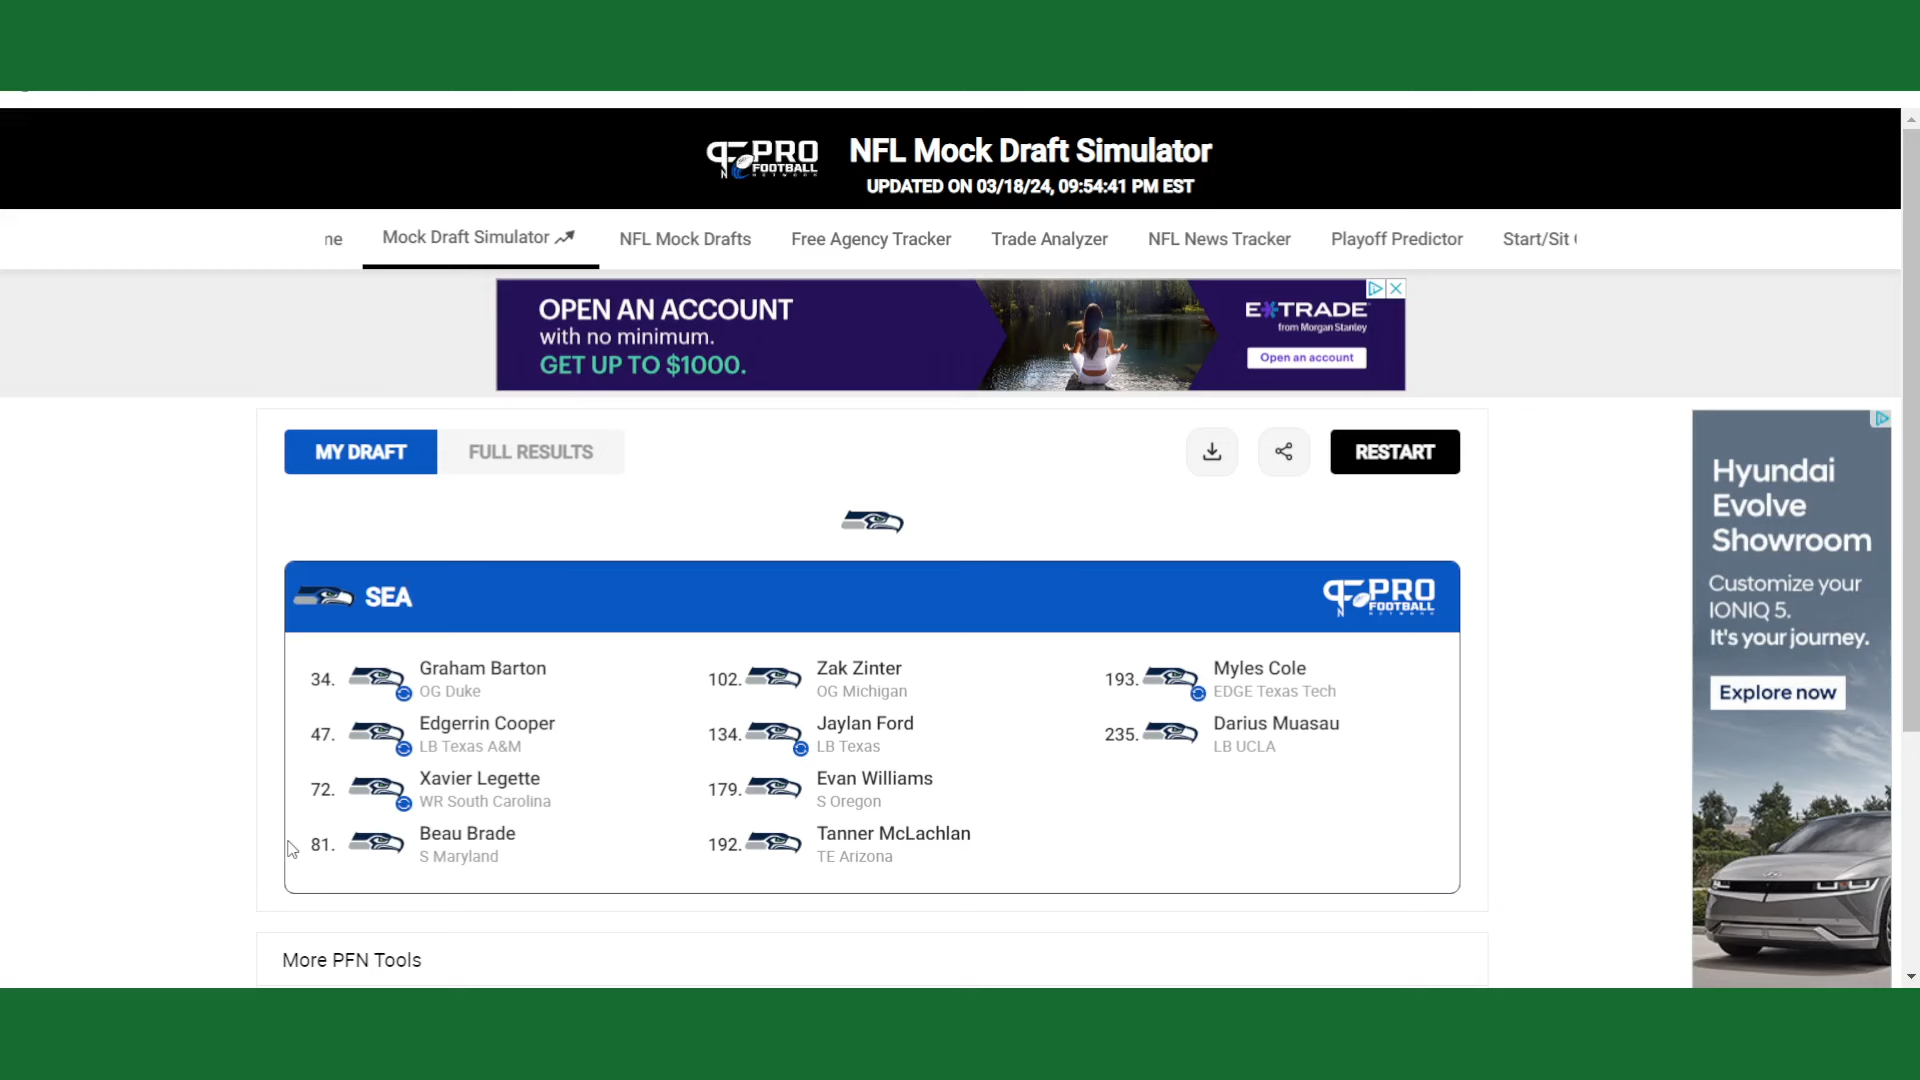 PRO
FOOTBALL
NETWORK
NFL Mock Draft Simulator
UPDATED ON 03/18/24, 09:54:41 PM EST
ne
Mock Draft Simulator
NFL Mock Drafts
Free Agency Tracker
Trade Analyzer
NFL News Tracker
Playoff Predictor
Start/Sit
OPEN AN ACCOUNT
with no minimum.
GET UP TO $1000.
E*TRADE
from Morgan Stanley
Open an account
MY DRAFT
FULL RESULTS
RESTART
SEA
PRO
FOOTBALL
NETWORK
34.
Graham Barton
OG Duke
47.
Edgerrin Cooper
LB Texas A&M
72.
Xavier Legette
WR South Carolina
81.
Beau Brade
S Maryland
102.
Zak Zinter
OG Michigan
134.
Jaylan Ford
LB Texas
179.
Evan Williams
S Oregon
192.
Tanner McLachlan
TE Arizona
193.
Myles Cole
EDGE Texas Tech
235.
Darius Muasau
LB UCLA
More PFN Tools
Hyundai
Evolve
Showroom
Customize your
IONIQ 5.
It's your journey.
Explore now